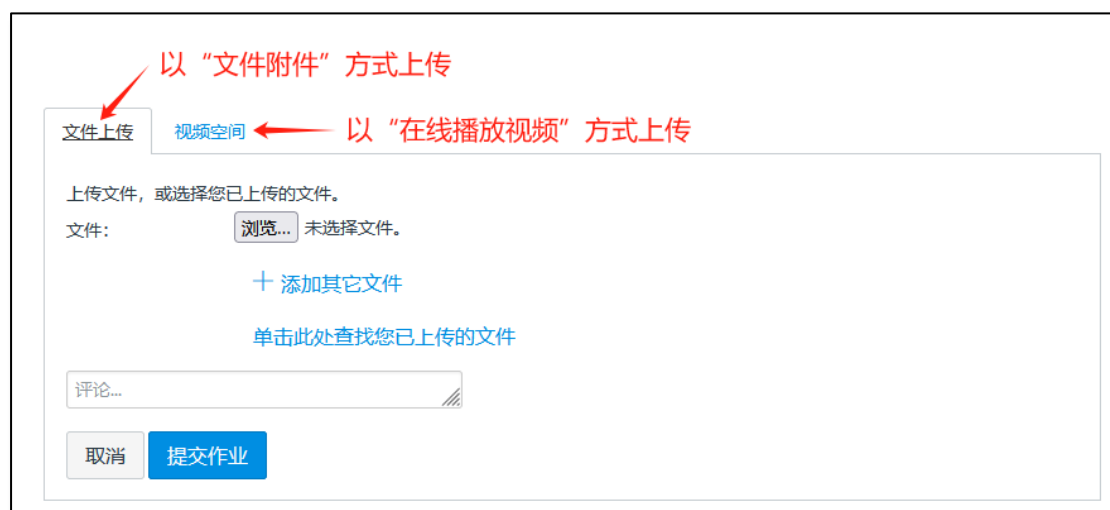 以“文件附件”方式上传
文件上传 视频空间 以“在线播放视频”方式上传
上传文件，或选择您已上传的文件。
文件： 浏览... 未选择文件。
＋ 添加其它文件
单击此处查找您已上传的文件
评论...
取消 提交作业